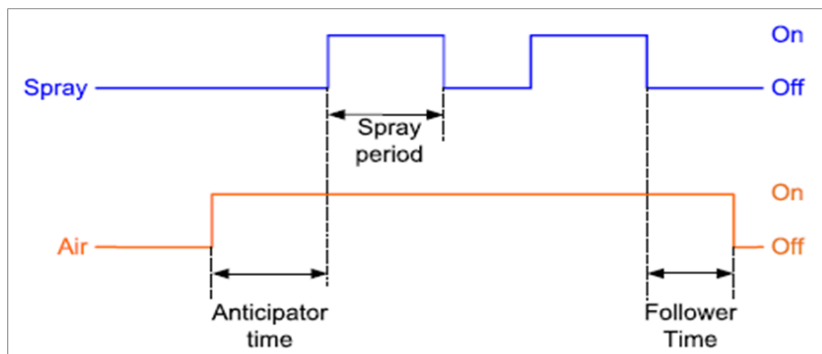 On
Spray
Off
Spray
period
On
Air
Off
Anticipator
time
Follower
Time